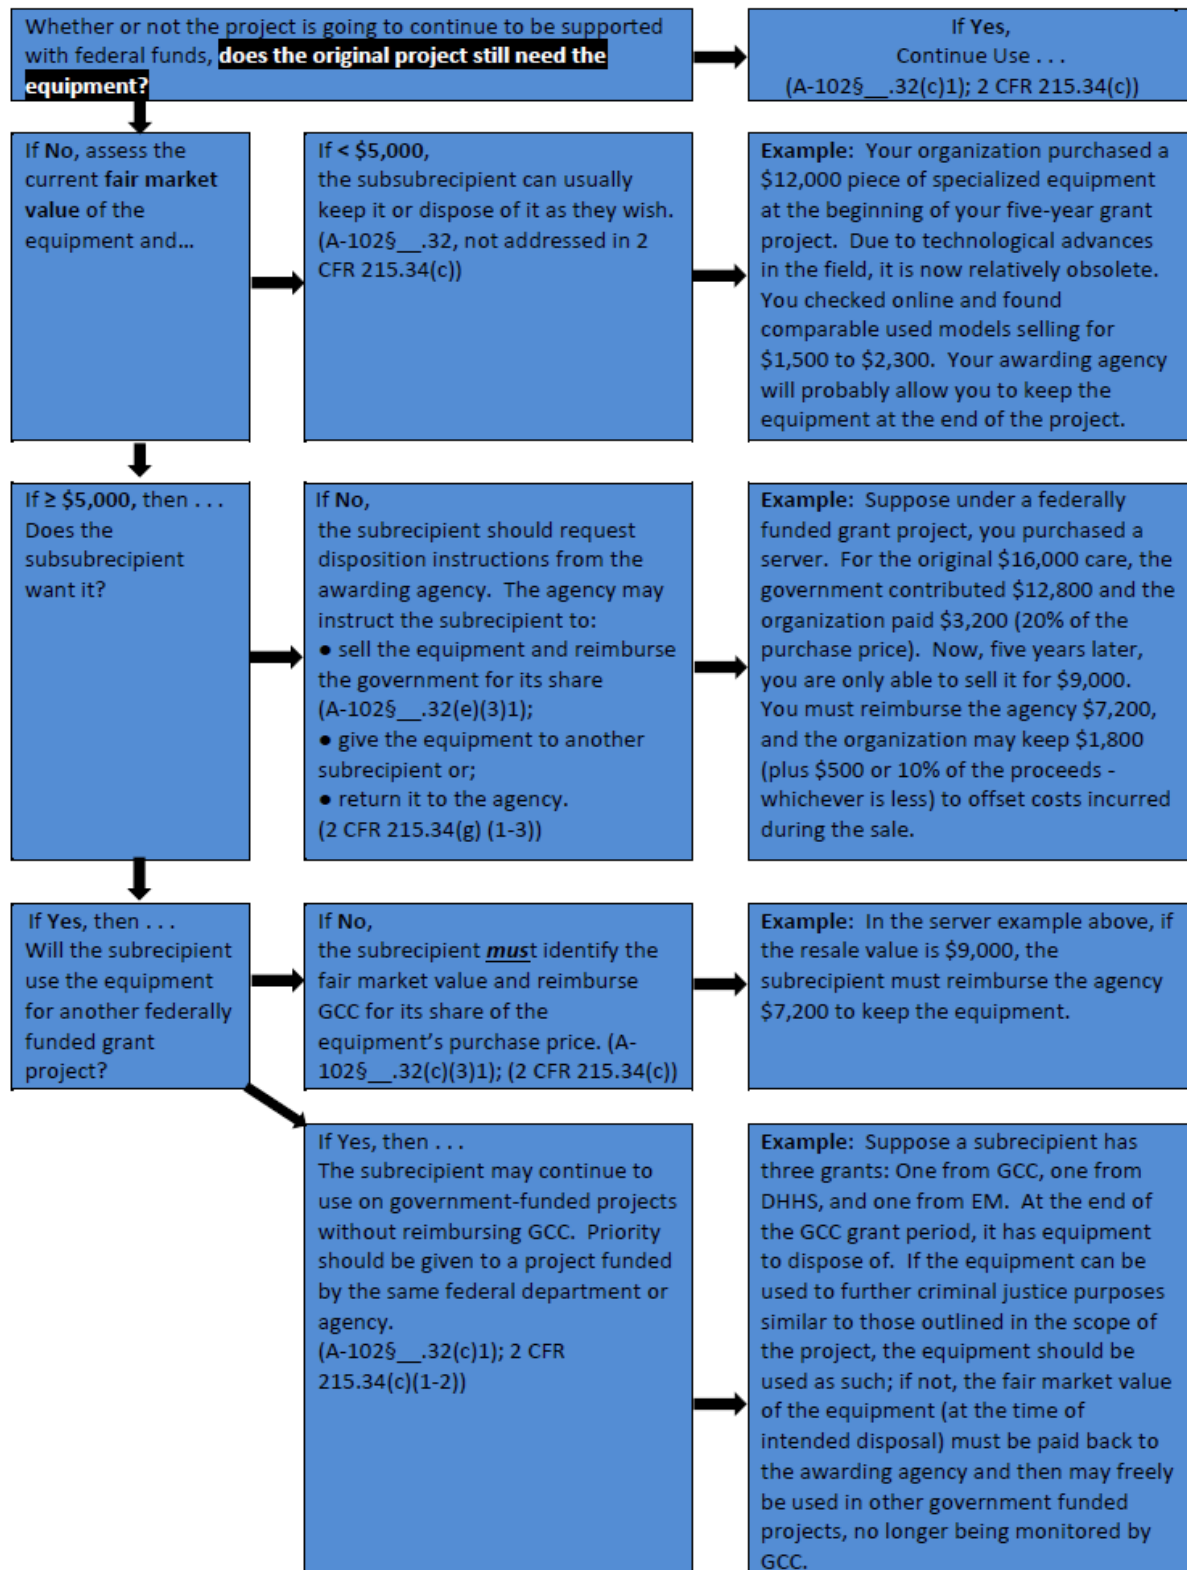 Whether or not the project is going to continue to be supported
with federal funds, does the original project still need the
equipment?
If Yes,
Continue Use . . .
(A-102§__.32(c)1); 2 CFR 215.34(c))
If No, assess the
current fair market
value of the
equipment and…
If < $5,000,
the subsubrecipient can usually
keep it or dispose of it as they wish.
(A-102§__.32, not addressed in 2
CFR 215.34(c))
Example:  Your organization purchased a
$12,000 piece of specialized equipment
at the beginning of your five-year grant
project.  Due to technological advances
in the field, it is now relatively obsolete.
You checked online and found
comparable used models selling for
$1,500 to $2,300.  Your awarding agency
will probably allow you to keep the
equipment at the end of the project.
If ≥ $5,000, then . . .
Does the
subsubrecipient
want it?
If No,
the subrecipient should request
disposition instructions from the
awarding agency.  The agency may
instruct the subrecipient to:
● sell the equipment and reimburse
the government for its share
(A-102§__.32(e)(3)1);
● give the equipment to another
subrecipient or;
● return it to the agency.
(2 CFR 215.34(g) (1-3))
Example:  Suppose under a federally
funded grant project, you purchased a
server.  For the original $16,000 care, the
government contributed $12,800 and the
organization paid $3,200 (20% of the
purchase price).  Now, five years later,
you are only able to sell it for $9,000.
You must reimburse the agency $7,200,
and the organization may keep $1,800
(plus $500 or 10% of the proceeds -
whichever is less) to offset costs incurred
during the sale.
If Yes, then . . .
Will the subrecipient
use the equipment
for another federally
funded grant
project?
If No,
the subrecipient must identify the
fair market value and reimburse
GCC for its share of the
equipment's purchase price. (A-
102§__.32(c)(3)1); (2 CFR 215.34(c))
Example:  In the server example above, if
the resale value is $9,000, the
subrecipient must reimburse the agency
$7,200 to keep the equipment.
If Yes, then . . .
The subrecipient may continue to
use on government-funded projects
without reimbursing GCC.  Priority
should be given to a project funded
by the same federal department or
agency.
(A-102§__.32(c)1); 2 CFR
215.34(c)(1-2))
Example:  Suppose a subrecipient has
three grants: One from GCC, one from
DHHS, and one from EM.  At the end of
the GCC grant period, it has equipment
to dispose of.  If the equipment can be
used to further criminal justice purposes
similar to those outlined in the scope of
the project, the equipment should be
used as such; if not, the fair market value
of the equipment (at the time of
intended disposal) must be paid back to
the awarding agency and then may freely
be used in other government funded
projects, no longer being monitored by
GCC.